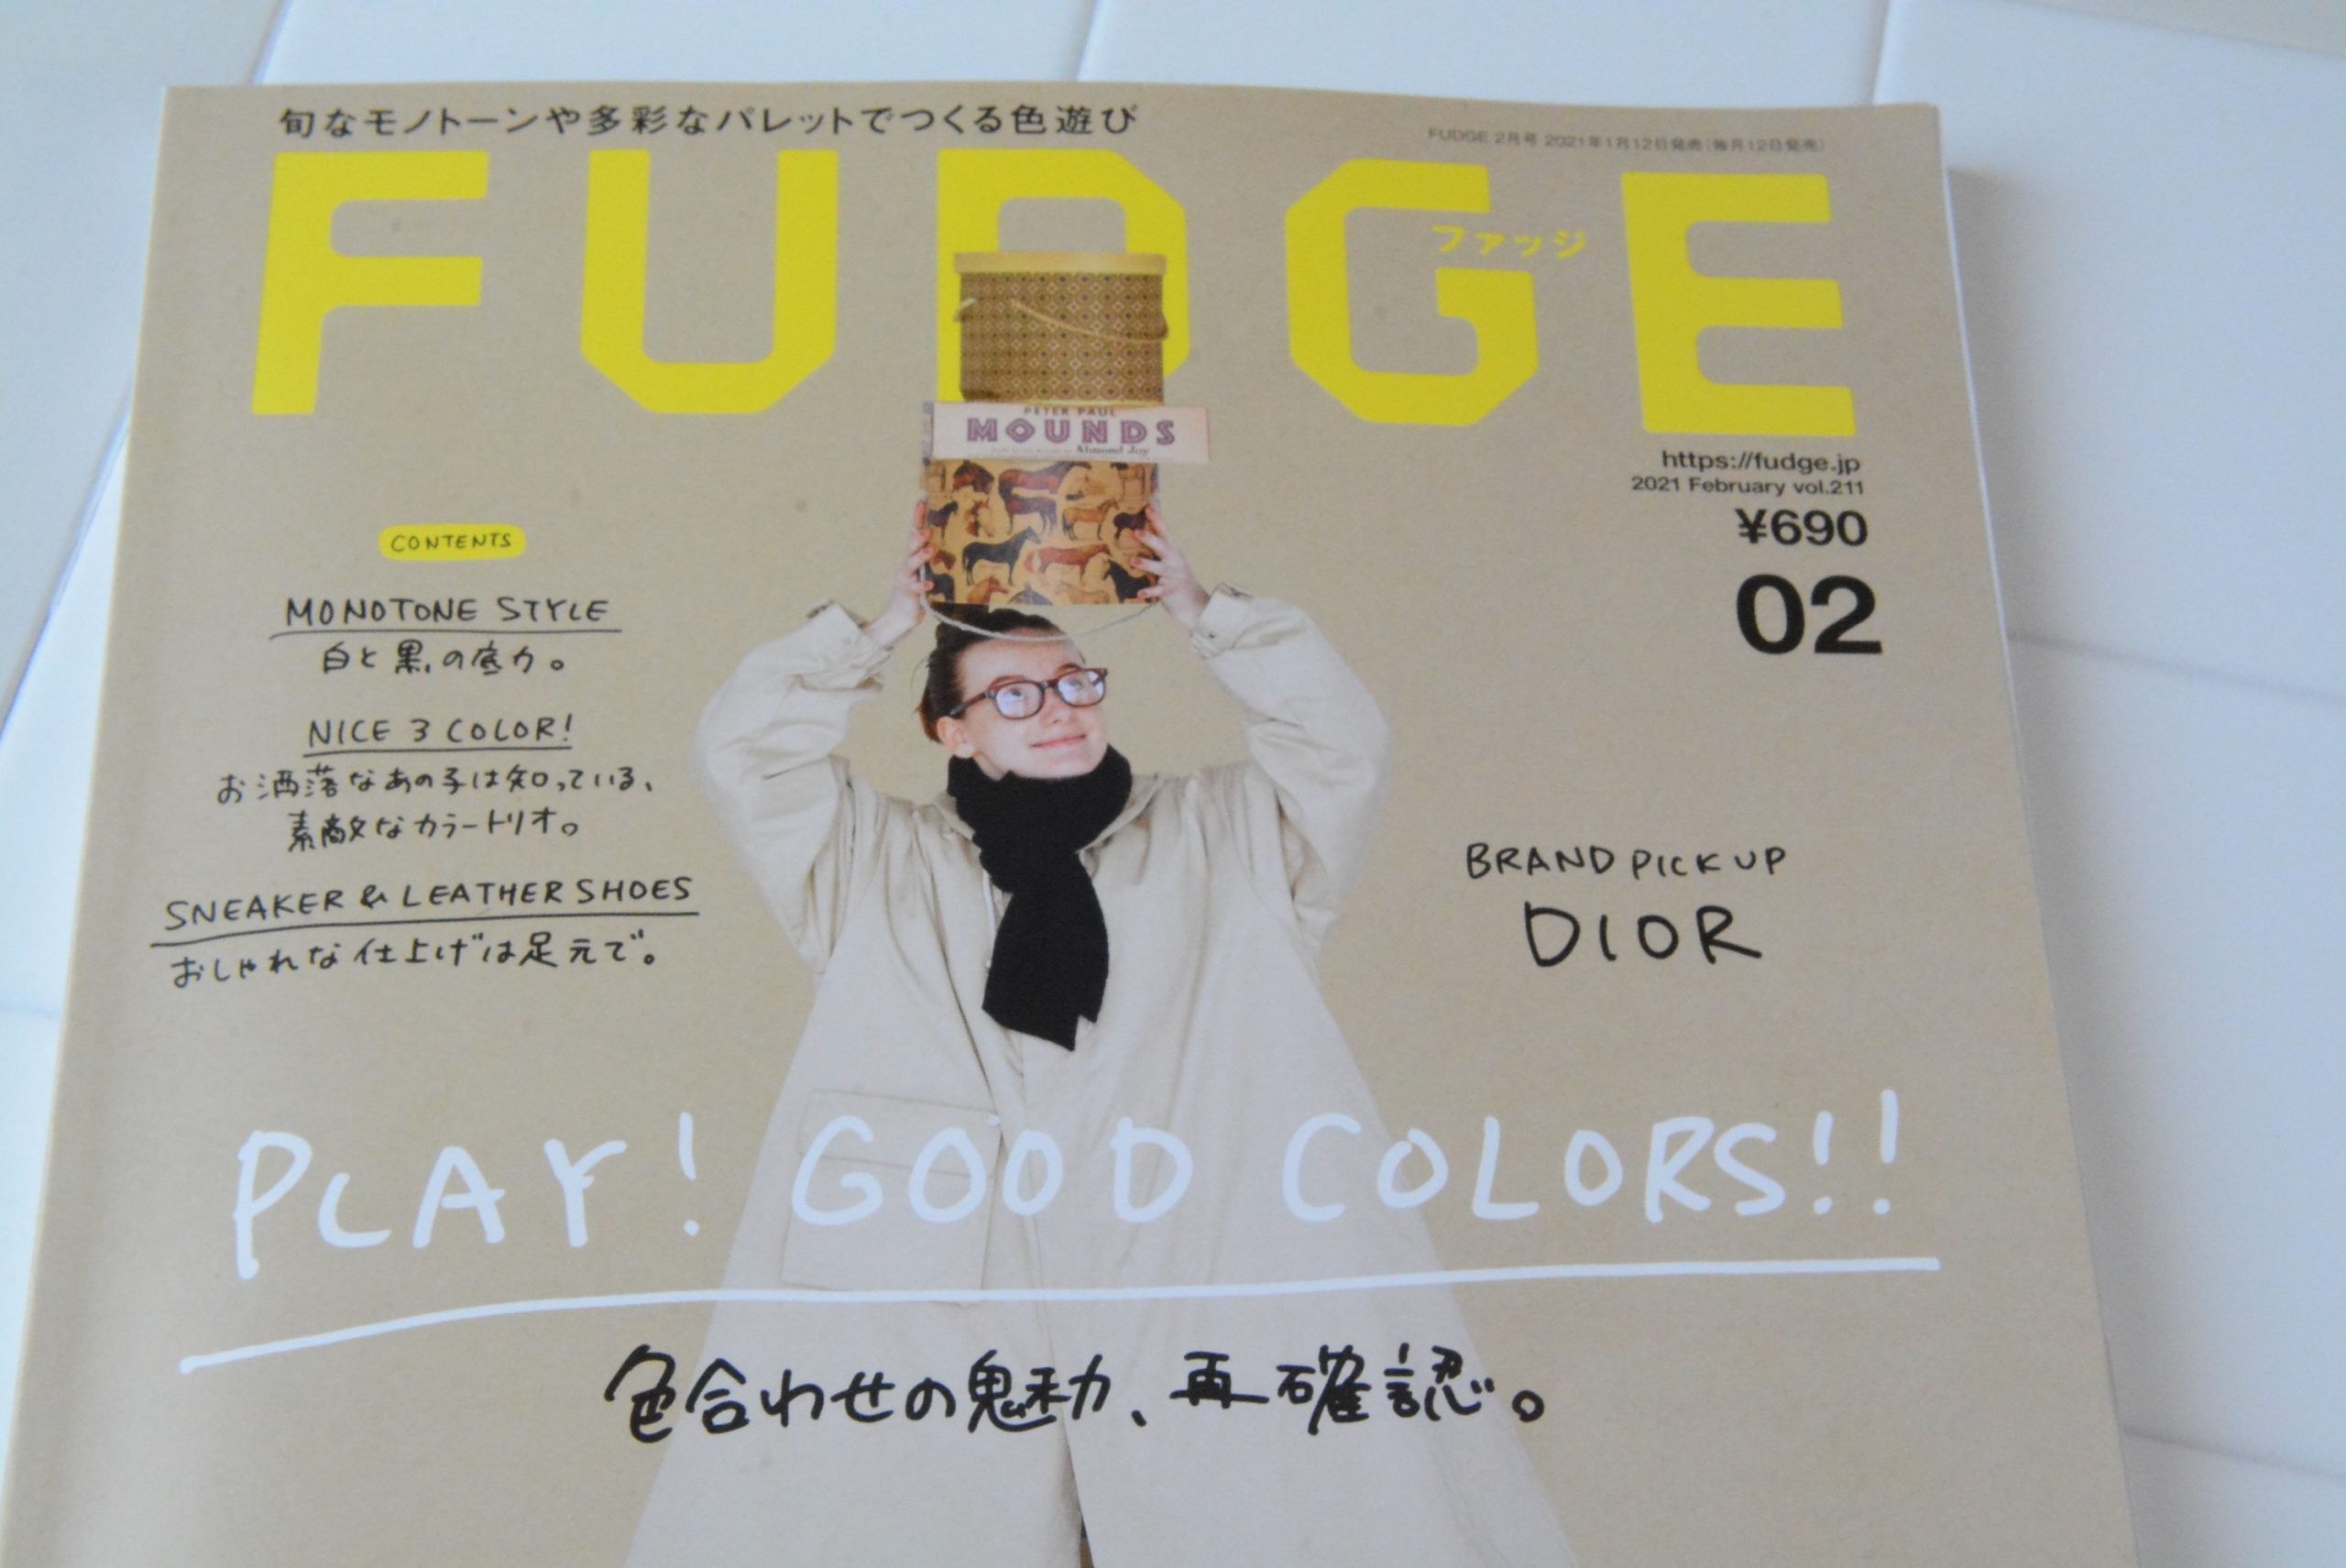 旬なモノトーンや多彩なパレットでつくる色遊び
FUDGE 2月号 2021年1月12日発売（毎月12日発売）
FUDGE
ファッジ
PETER PAUL
MOUNDS
Almond Joy
https://fudge.jp
2021 February vol.211
¥690
02
CONTENTS
MONOTONE STYLE
白と黒の底力。
NICE 3 COLOR!
お洒落なあの子は知っている、
素敵なカラートリオ。
SNEAKER & LEATHER SHOES
おしゃれな仕上げは足元で。
BRAND PICK UP
DIOR
PLAY! GOOD COLORS!!
色合わせの魅力、再確認。